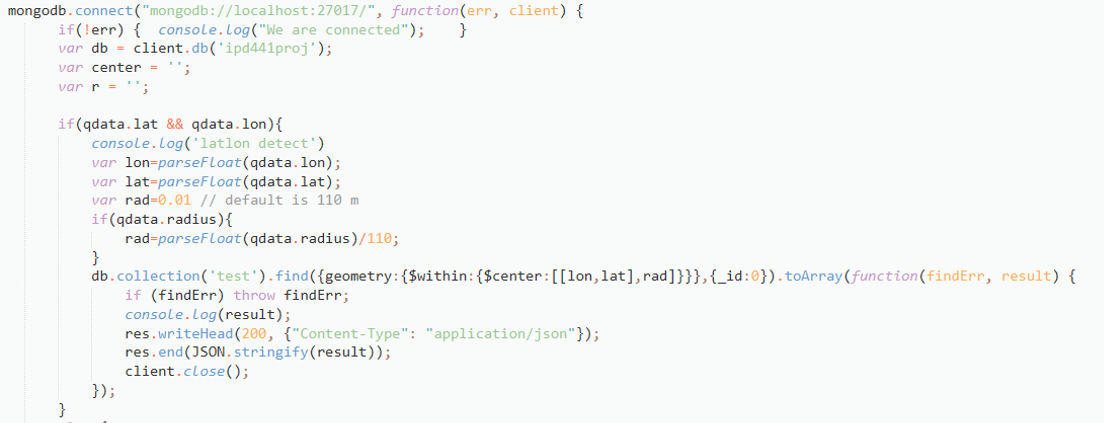 mongodb.connect("mongodb://localhost:27017/", function(err, client) {
if(!err) {  console.log("We are connected");    }
var db = client.db('ipd441proj');
var center = '';
var r = '';
if(qdata.lat && qdata.lon){
console.log('latlon detect')
var lon=parseFloat(qdata.lon);
var lat=parseFloat(qdata.lat);
var rad=0.01 // default is 110 m
if(qdata.radius){
rad=parseFloat(qdata.radius)/110;
}
db.collection('test').find({geometry:{$within:{$center:[[lon,lat],rad]}}},{_id:0}).toArray(function(findErr, result) {
if (findErr) throw findErr;
console.log(result);
res.writeHead(200, {"Content-Type": "application/json"});
res.end(JSON.stringify(result));
client.close();
});
}